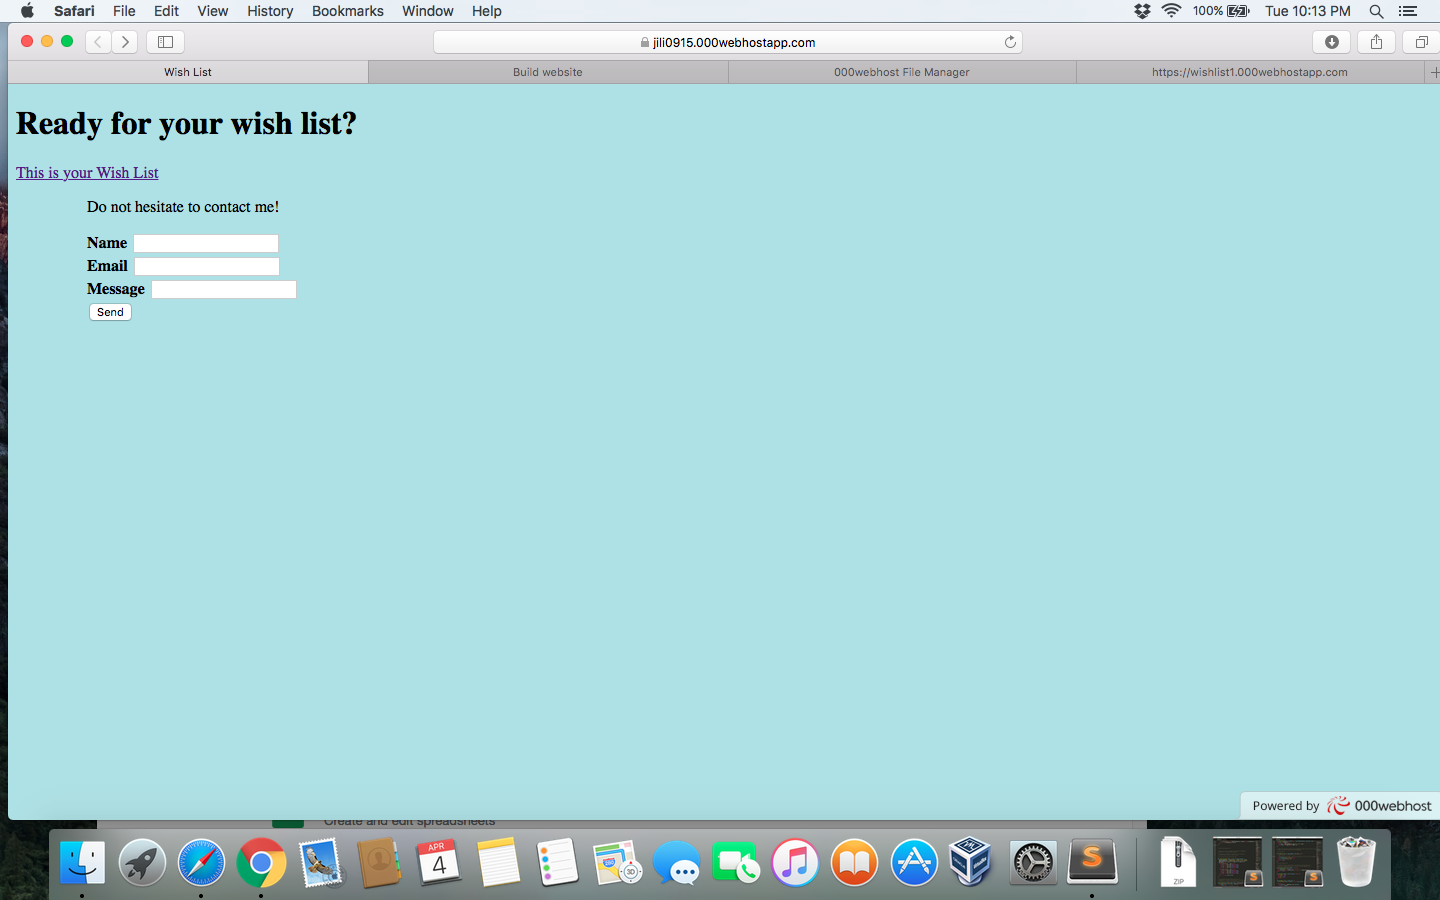 Safari File Edit View History Bookmarks Window Help 100% Tue 10:13 PM
jili0915.000webhostapp.com
Wish List Build website 000webhost File Manager https://wishlist1.000webhostapp.com
Ready for your wish list?
This is your Wish List
Do not hesitate to contact me!
Name
Email
Message
Send
Powered by 000webhost
Create and edit spreadsheets
APR
4
280
3D
S
ZIP